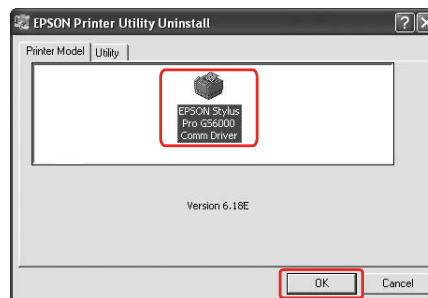 EPSON Printer Utility Uninstall
Printer Model
Utility
EPSON Stylus
Pro GS6000
Comm Driver
Version 6.18E
OK
Cancel